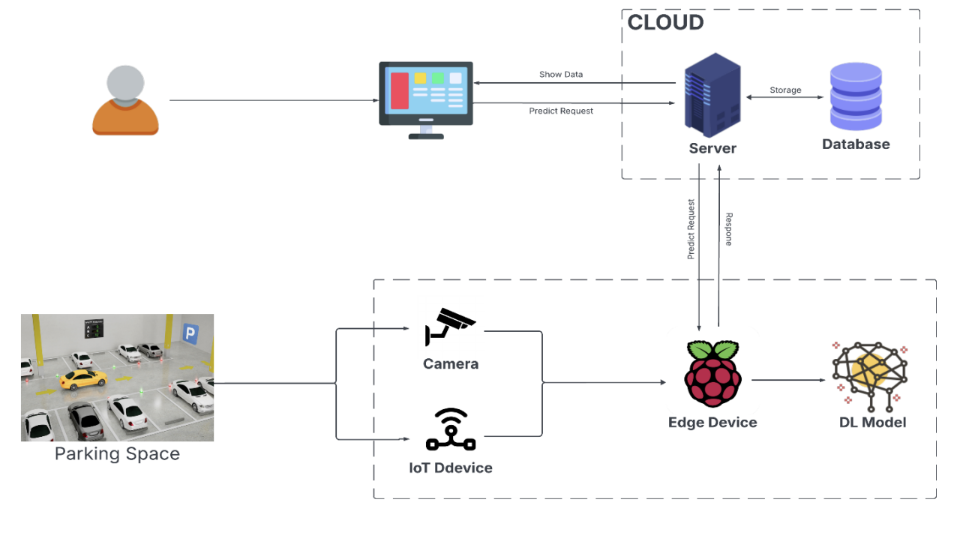 CLOUD
Show Data
Predict Request
Storage
Server
Database
Predict Request
Respone
P
Camera
IoT Ddevice
Edge Device
DL Model
Parking Space